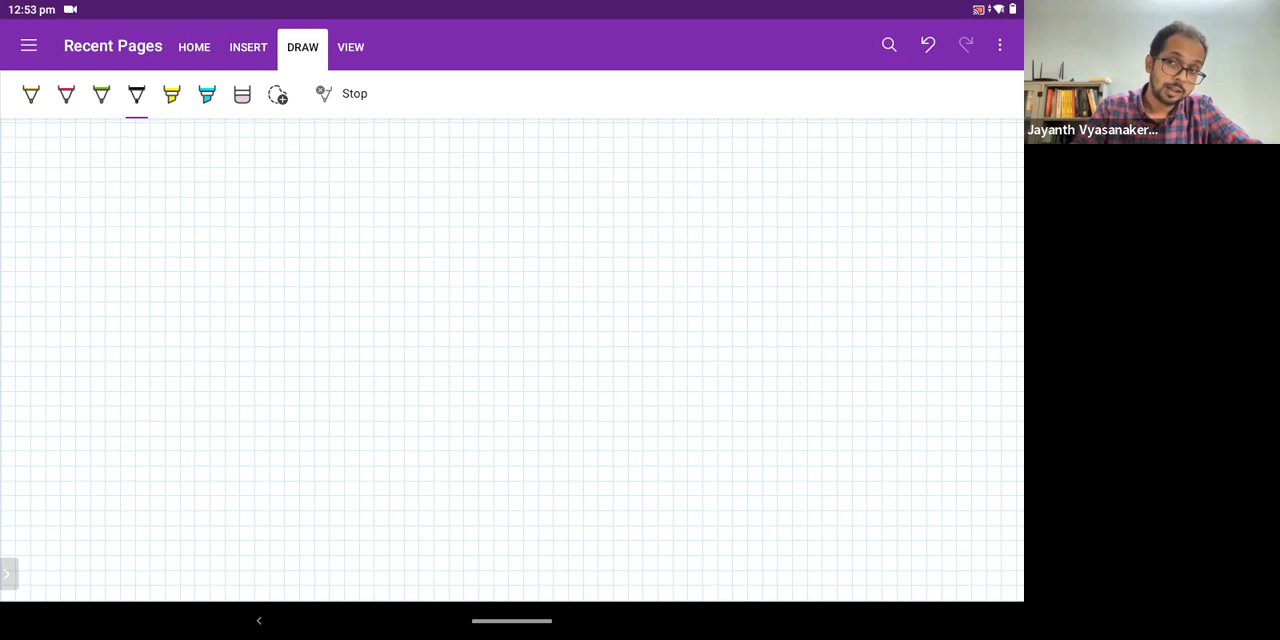 12:53 pm
Recent Pages HOME INSERT DRAW VIEW
Stop
Jayanth Vyasanaker...